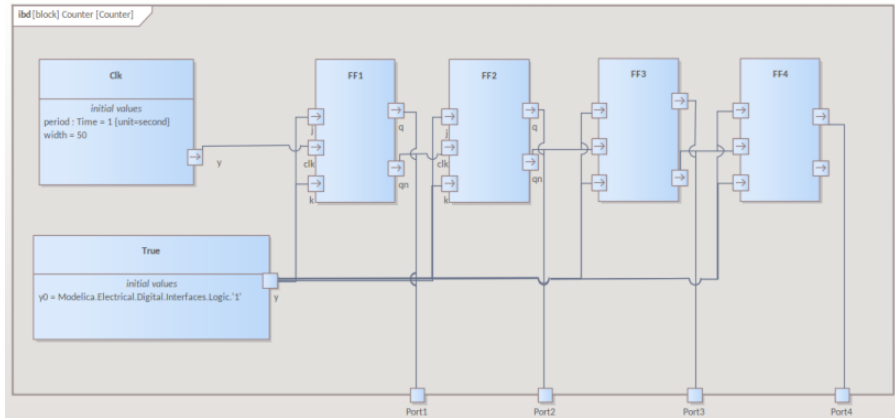 ibd [block] Counter [Counter]
Clk
initial values
period : Time = 1 {unit=second}
width = 50
y
FF1
j
clk
k
q
qn
FF2
j
clk
k
q
qn
FF3
FF4
True
initial values
y0 = Modelica.Electrical.Digital.Interfaces.Logic.'1'
y
Port1
Port2
Port3
Port4